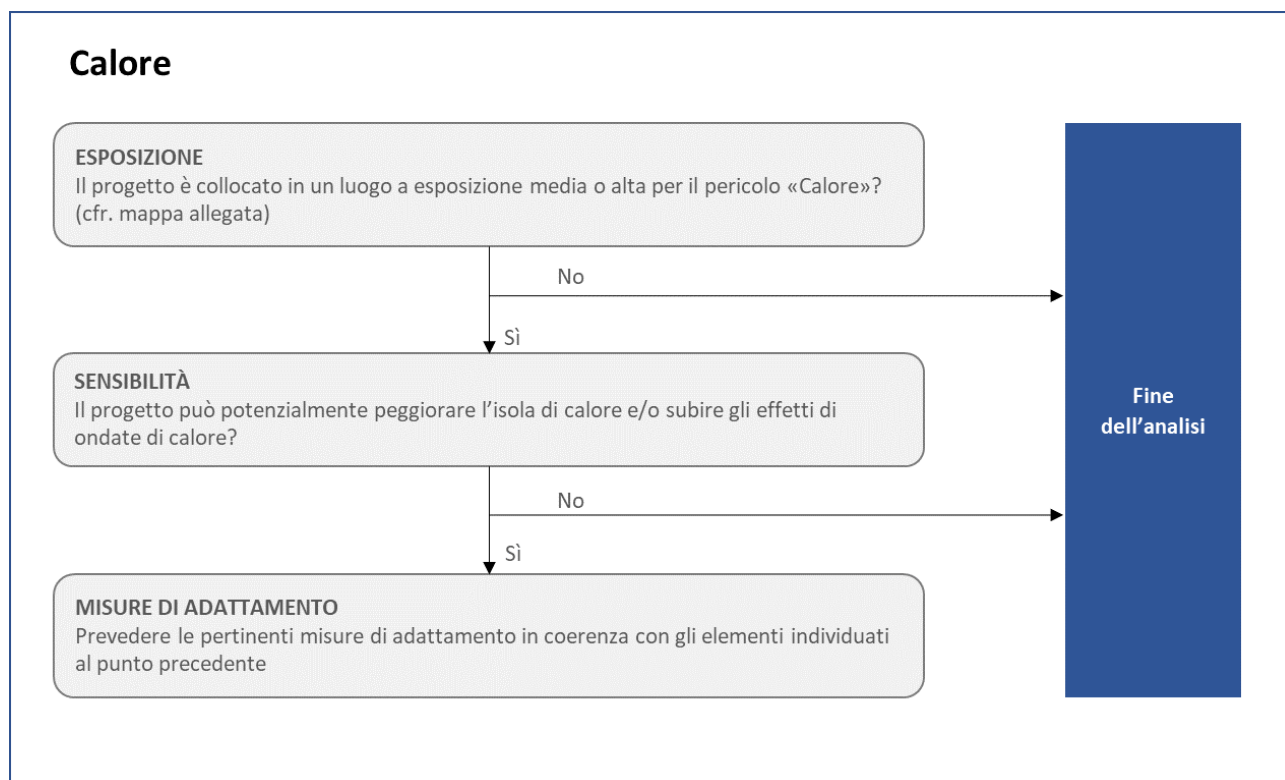 Calore
ESPOSIZIONE
Il progetto è collocato in un luogo a esposizione media o alta per il pericolo «Calore»?
(cfr. mappa allegata)
No
Sì
SENSIBILITÀ
Il progetto può potenzialmente peggiorare l’isola di calore e/o subire gli effetti di
ondate di calore?
No
Sì
MISURE DI ADATTAMENTO
Prevedere le pertinenti misure di adattamento in coerenza con gli elementi individuati
al punto precedente
Fine
dell’analisi